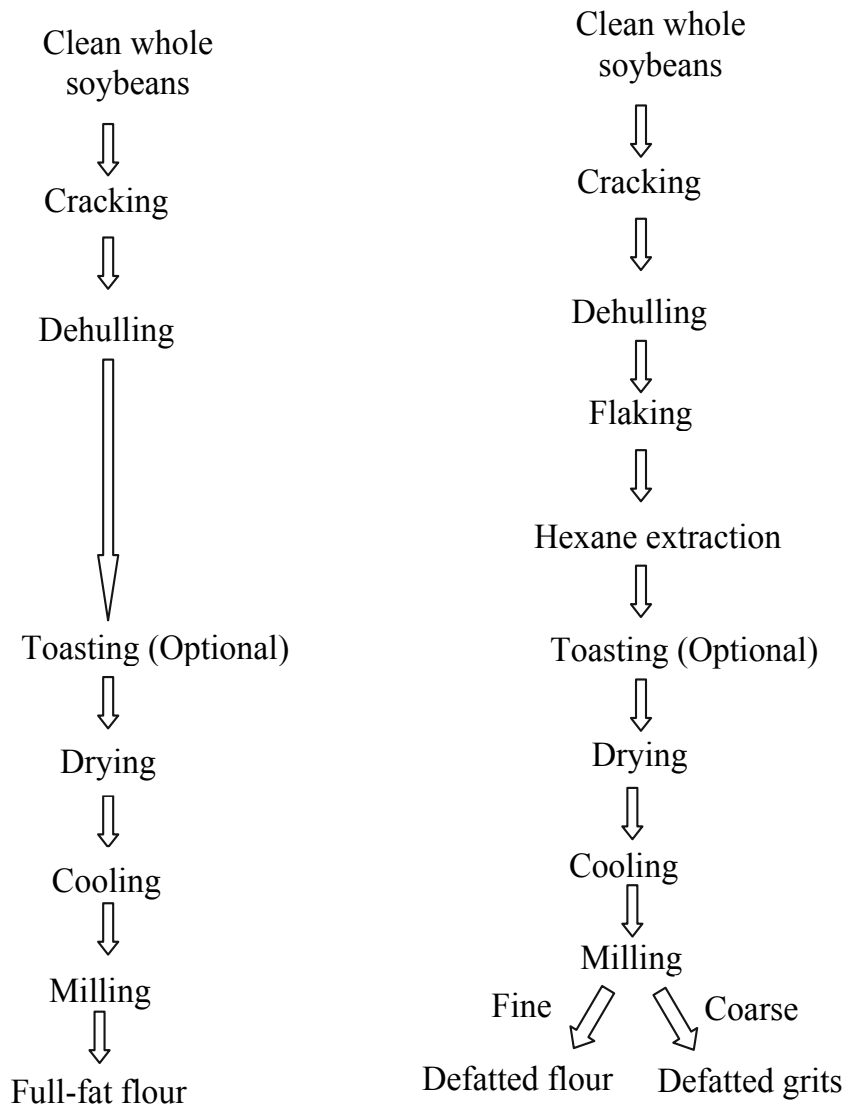 Clean whole
soybeans
Cracking
Dehulling
Toasting (Optional)
Drying
Cooling
Milling
Full-fat flour
Clean whole
soybeans
Cracking
Dehulling
Flaking
Hexane extraction
Toasting (Optional)
Drying
Cooling
Milling
Fine
Coarse
Defatted flour
Defatted grits